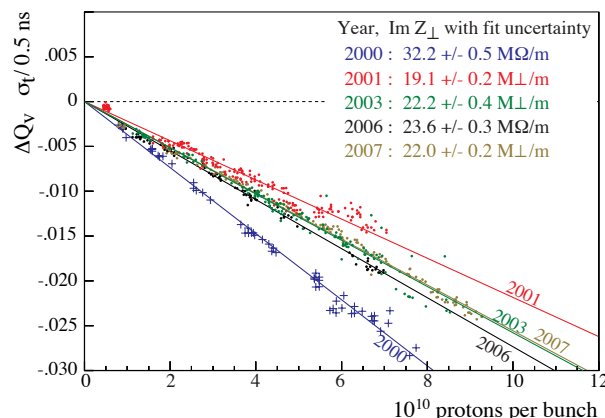 Year, Im Z⊥ with fit uncertainty
2000 : 32.2 +/- 0.5 MΩ/m
2001 : 19.1 +/- 0.2 M⊥/m
2003 : 22.2 +/- 0.4 M⊥/m
2006 : 23.6 +/- 0.3 MΩ/m
2007 : 22.0 +/- 0.2 M⊥/m
ΔQv σt/ 0.5 ns
.010
.005
0
-.005
-.010
-.015
-.020
-.025
-.030
2001
2003
2007
2006
2000
0 2 4 6 8 10 12
10^10 protons per bunch